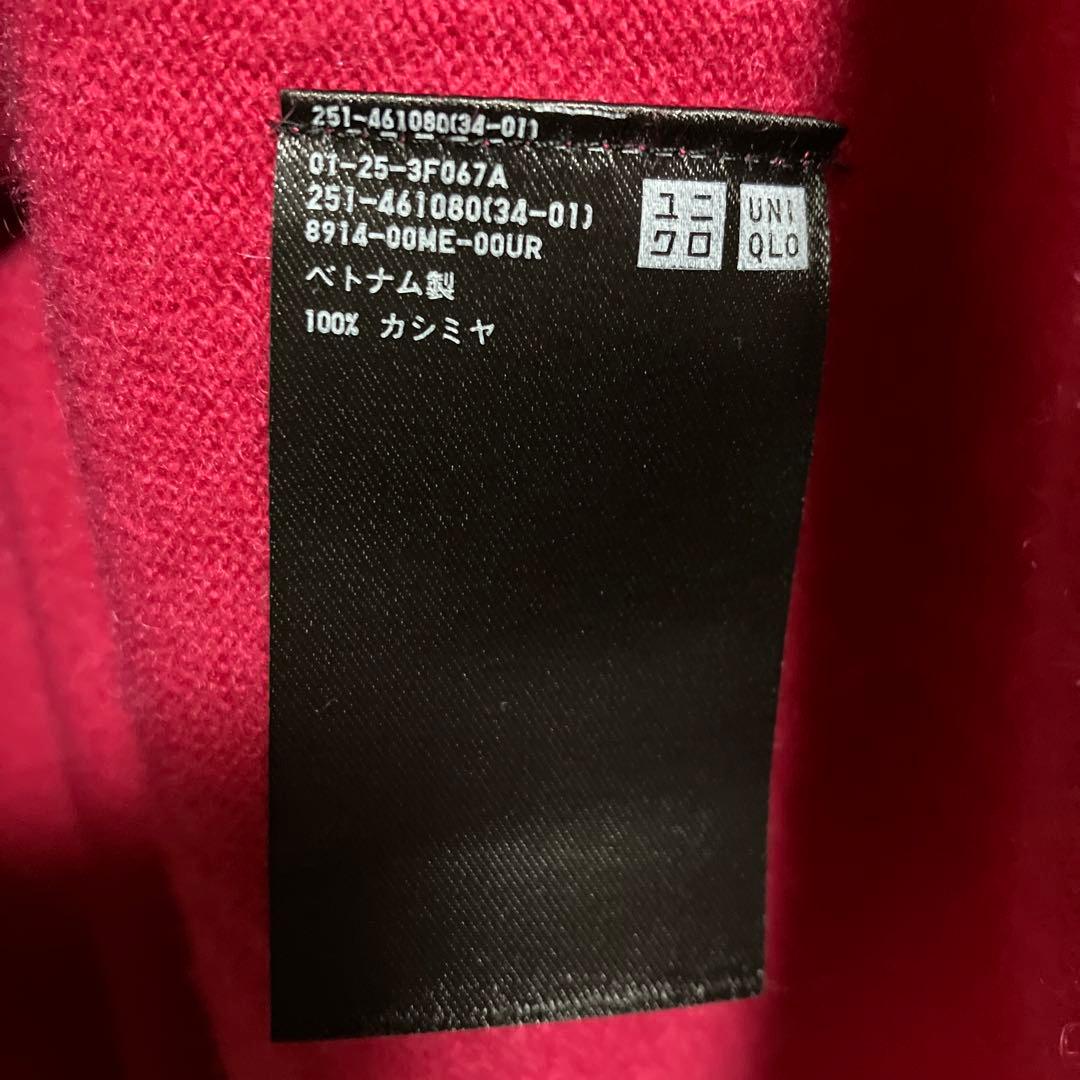 251-461080(34-01)
01-25-3F067A
251-461080(34-01)
8914-00ME-00UR
ベトナム製
100% カシミヤ
ユニ
クロ
UNI
QLO